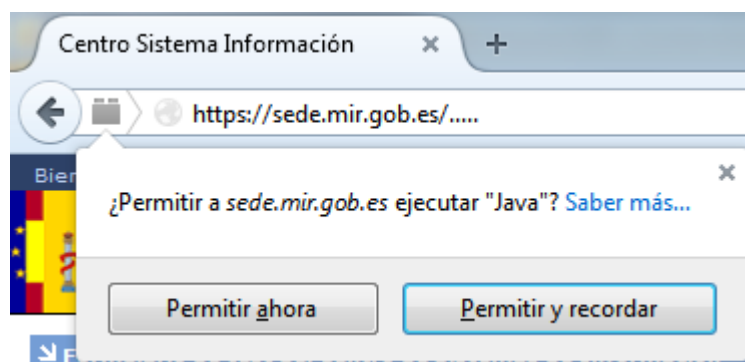 Centro Sistema Información
https://sede.mir.gob.es/.....
Bien
¿Permitir a sede.mir.gob.es ejecutar "Java"? Saber más...
Permitir ahora
Permitir y recordar